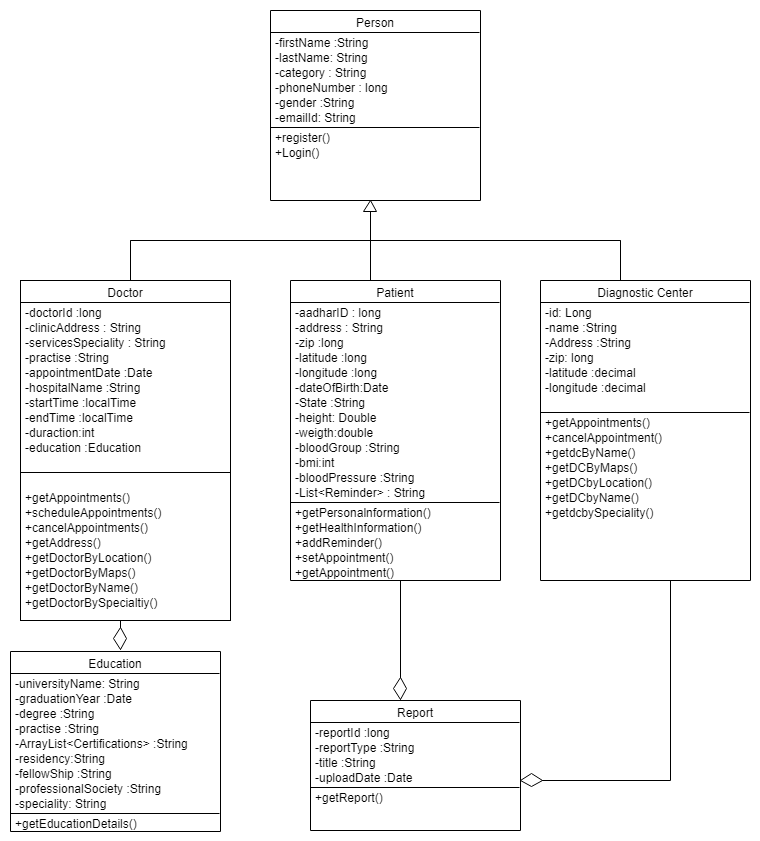 Person
-firstName :String
-lastName: String
-category : String
-phoneNumber : long
-gender :String
-emailId: String
+register()
+Login()
Doctor
-doctorId :long
-clinicAddress : String
-servicesSpeciality : String
-practise :String
-appointmentDate :Date
-hospitalName :String
-startTime :localTime
-endTime :localTime
-duraction:int
-education :Education
+getAppointments()
+scheduleAppointments()
+cancelAppointments()
+getAddress()
+getDoctorByLocation()
+getDoctorByMaps()
+getDoctorByName()
+getDoctorBySpecialtiy()
Patient
-aadharID : long
-address : String
-zip :long
-latitude :long
-longitude :long
-dateOfBirth:Date
-State :String
-height: Double
-weigth:double
-bloodGroup :String
-bmi:int
-bloodPressure :String
-List<Reminder> : String
+getPersonalInformation()
+getHealthInformation()
+addReminder()
+setAppointment()
+getAppointment()
Diagnostic Center
-id: Long
-name :String
-Address :String
-zip: long
-latitude :decimal
-longitude :decimal
+getAppointments()
+cancelAppointment()
+getdcByName()
+getDCByMaps()
+getDCbyLocation()
+getDCbyName()
+getdcbySpeciality()
Education
-universityName: String
-graduationYear :Date
-degree :String
-practise :String
-ArrayList<Certifications> :String
-residency:String
-fellowShip :String
-professionalSociety :String
-speciality: String
+getEducationDetails()
Report
-reportId :long
-reportType :String
-title :String
-uploadDate :Date
+getReport()